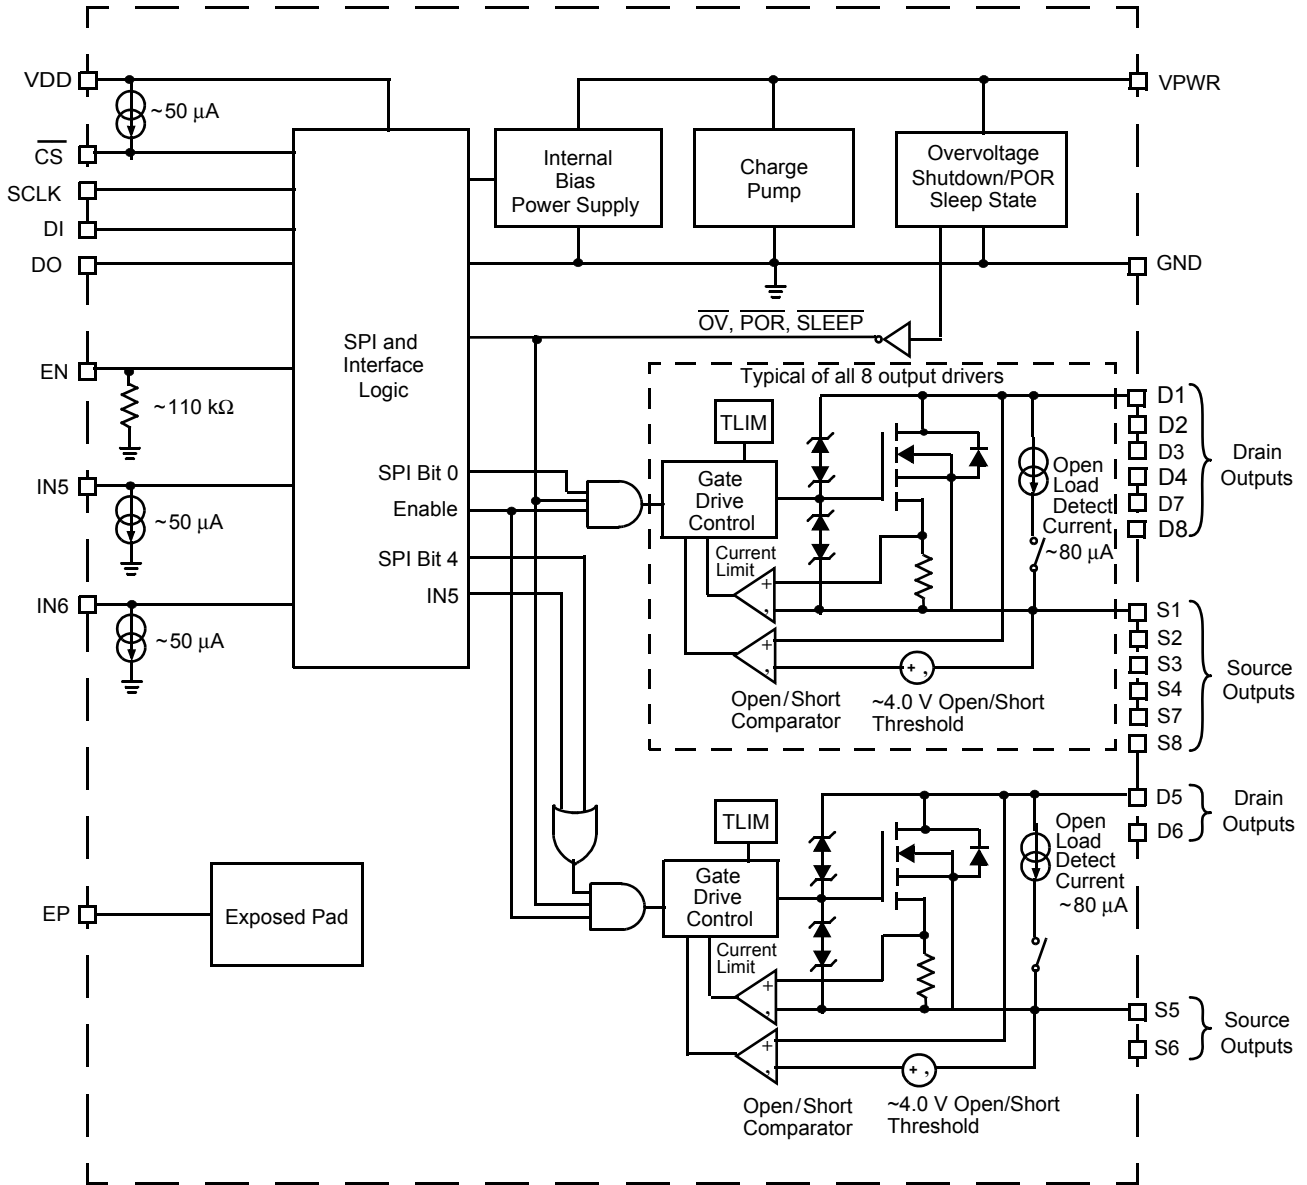 VDD
~50 μA
CS
SCLK
DI
DO
EN
~110 kΩ
IN5
~50 μA
IN6
~50 μA
EP
Exposed Pad
SPI and
Interface
Logic
SPI Bit 0
Enable
SPI Bit 4
IN5
Internal
Bias
Power Supply
Charge
Pump
Overvoltage
Shutdown/POR
Sleep State
VPWR
GND
OV, POR, SLEEP
Typical of all 8 output drivers
TLIM
Gate
Drive
Control
Current
Limit
+
,
+
,
Open/Short
Comparator
+ ,
~4.0 V Open/Short
Threshold
Open
Load
Detect
Current
~80 μA
D1
D2
D3
D4
D7
D8
Drain
Outputs
S1
S2
S3
S4
S7
S8
Source
Outputs
TLIM
Gate
Drive
Control
Current
Limit
+
,
+
,
Open/Short
Comparator
+ ,
~4.0 V Open/Short
Threshold
Open
Load
Detect
Current
~80 μA
D5
D6
Drain
Outputs
S5
S6
Source
Outputs